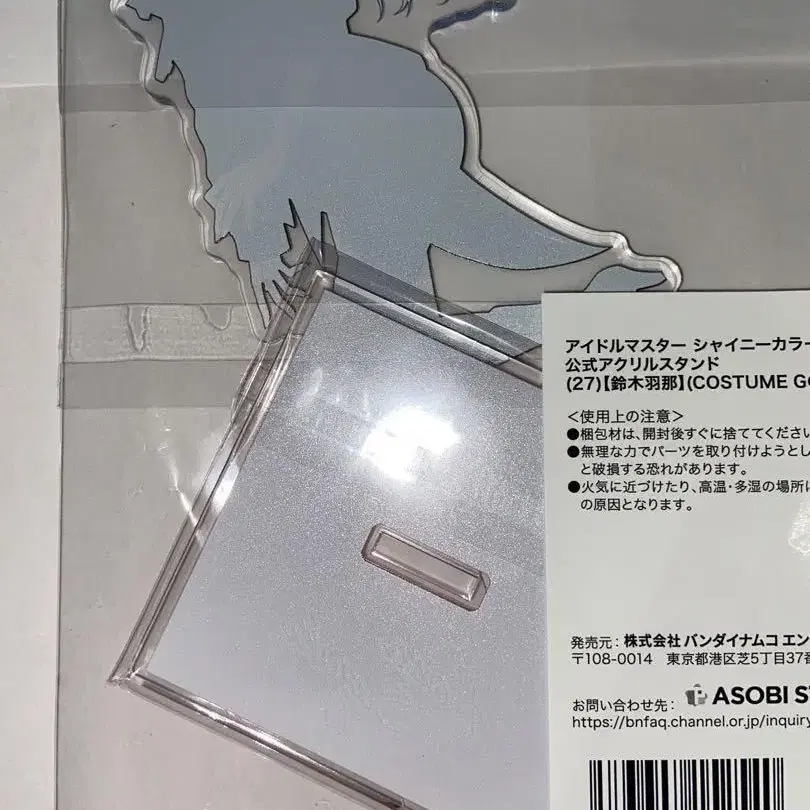 アイドルマスター シャイニーカラー
公式アクリルスタンド
(27)【鈴木羽那】(COSTUME G
＜使用上の注意＞
●梱包材は、開封後すぐに捨ててくださ
●無理な力でパーツを取り付けようとし
と破損する恐れがあります。
●火気に近づけたり、高温・多湿の場所
の原因となります。
発売元：株式会社 バンダイナムコ エン
〒108-0014 東京都港区芝5丁目37番
お問い合わせ先： ASOBI S
https://bnfaq.channel.or.jp/inquiry